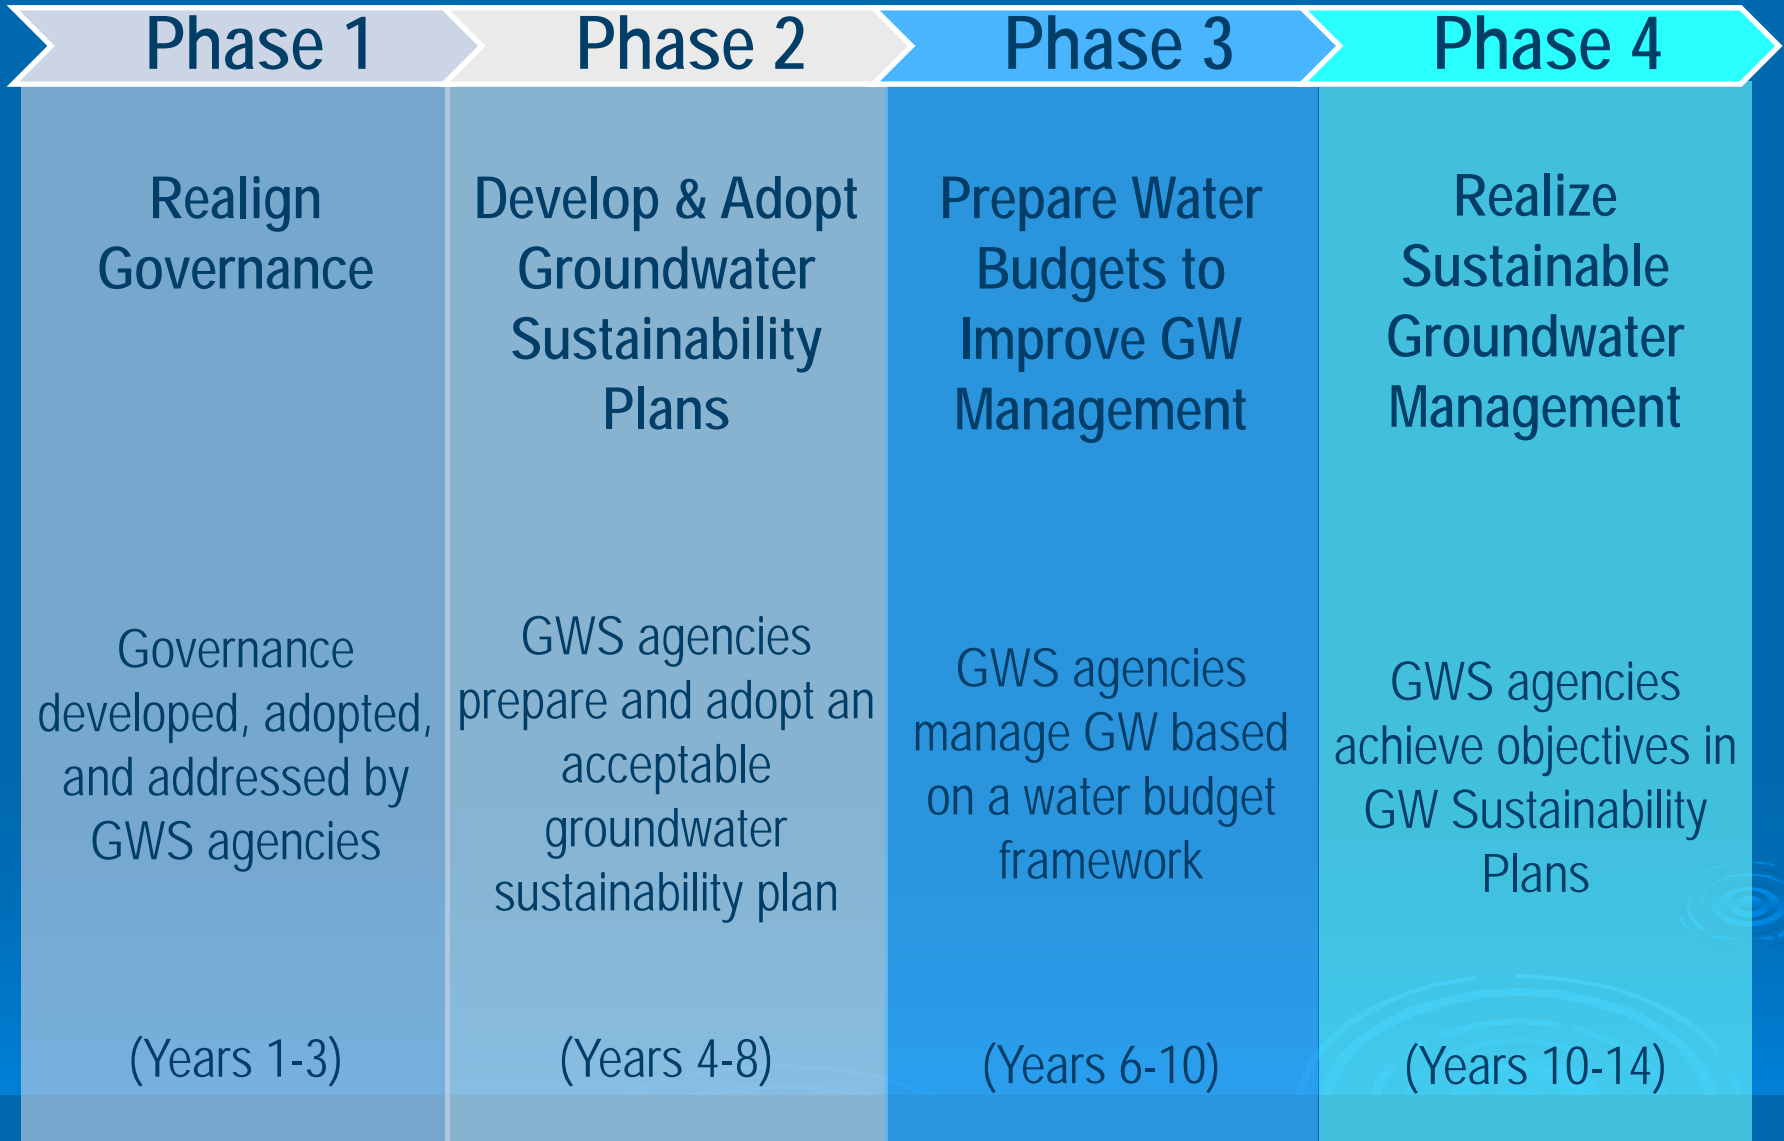 Phase 1
Phase 2
Phase 3
Phase 4
Realign
Governance
Develop & Adopt
Groundwater
Sustainability
Plans
Prepare Water
Budgets to
Improve GW
Management
Realize
Sustainable
Groundwater
Management
Governance
developed, adopted,
and addressed by
GWS agencies
GWS agencies
prepare and adopt an
acceptable
groundwater
sustainability plan
GWS agencies
manage GW based
on a water budget
framework
GWS agencies
achieve objectives in
GW Sustainability
Plans
(Years 1-3)
(Years 4-8)
(Years 6-10)
(Years 10-14)